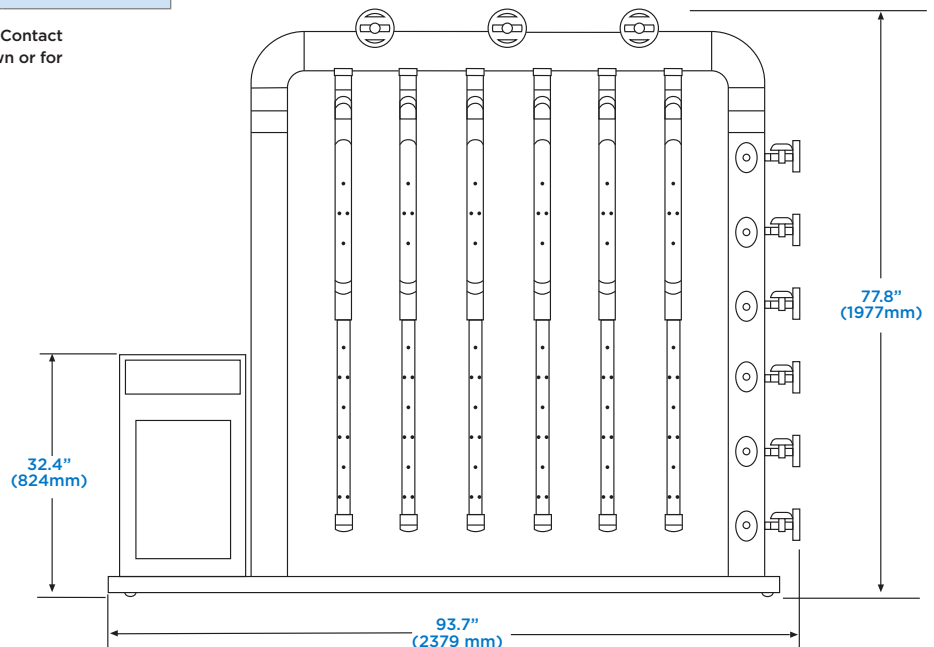 Contact
wn or for
77.8”
(1977mm)
32.4”
(824mm)
93.7”
(2379 mm)